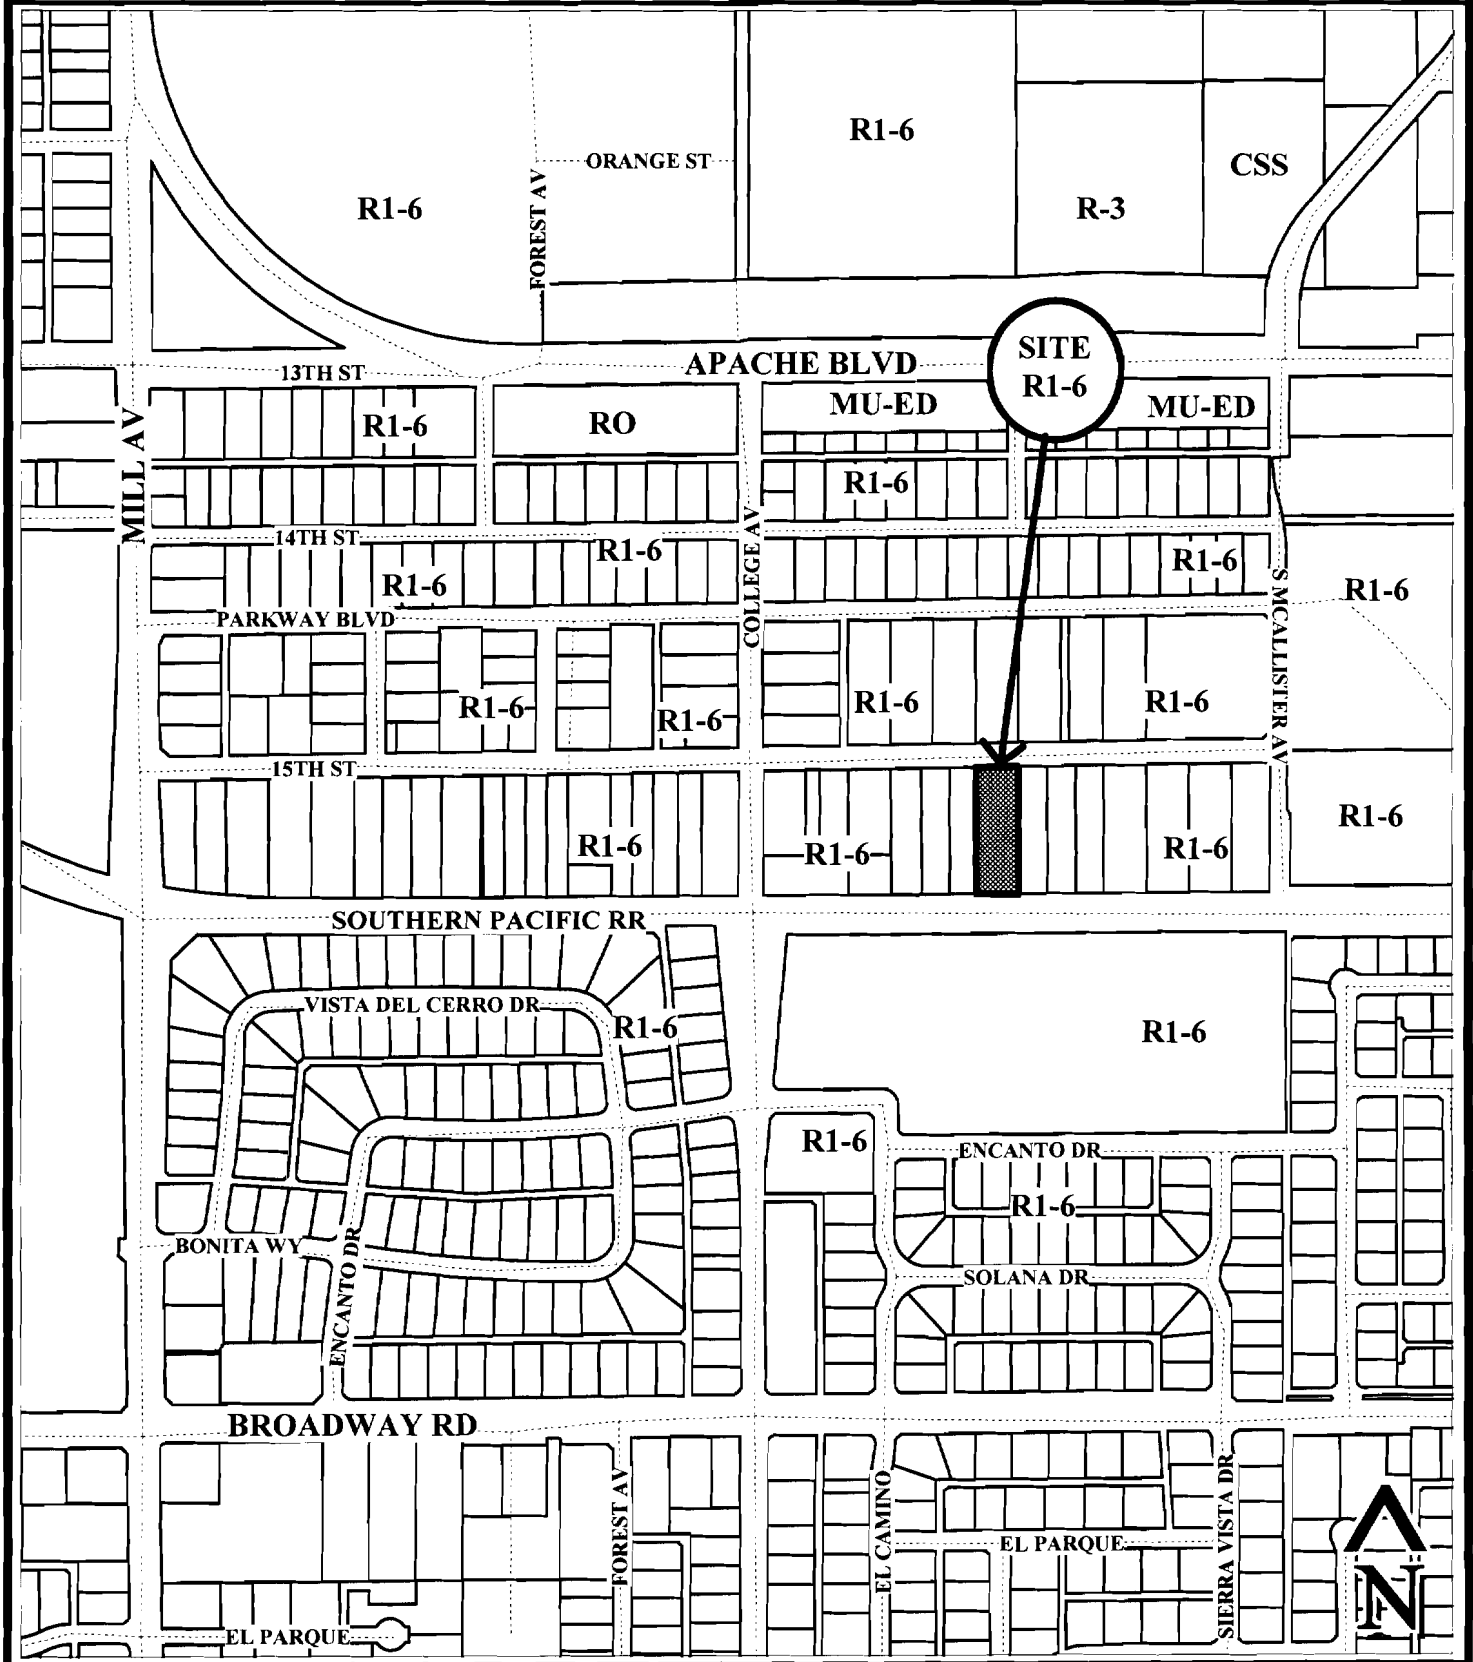 R1-6
ORANGE ST
CSS
R1-6
FOREST AV
R-3
SITE
R1-6
APACHE BLVD
13TH ST
MU-ED
MU-ED
MILL AV
R1-6
RO
R1-6
14TH ST
R1-6
COLLEGE AV
R1-6
R1-6
S MCALLISTER AV
R1-6
PARKWAY BLVD
R1-6
R1-6
R1-6
R1-6
15TH ST
R1-6
R1-6
R1-6
R1-6
SOUTHERN PACIFIC RR
VISTA DEL CERRO DR
R1-6
R1-6
R1-6
ENCANTO DR
R1-6
BONITA WY
ENCANTO DR
SOLANA DR
BROADWAY RD
FOREST AV
EL CAMINO
SIERRA VISTA DR
EL PARQUE
N
EL PARQUE